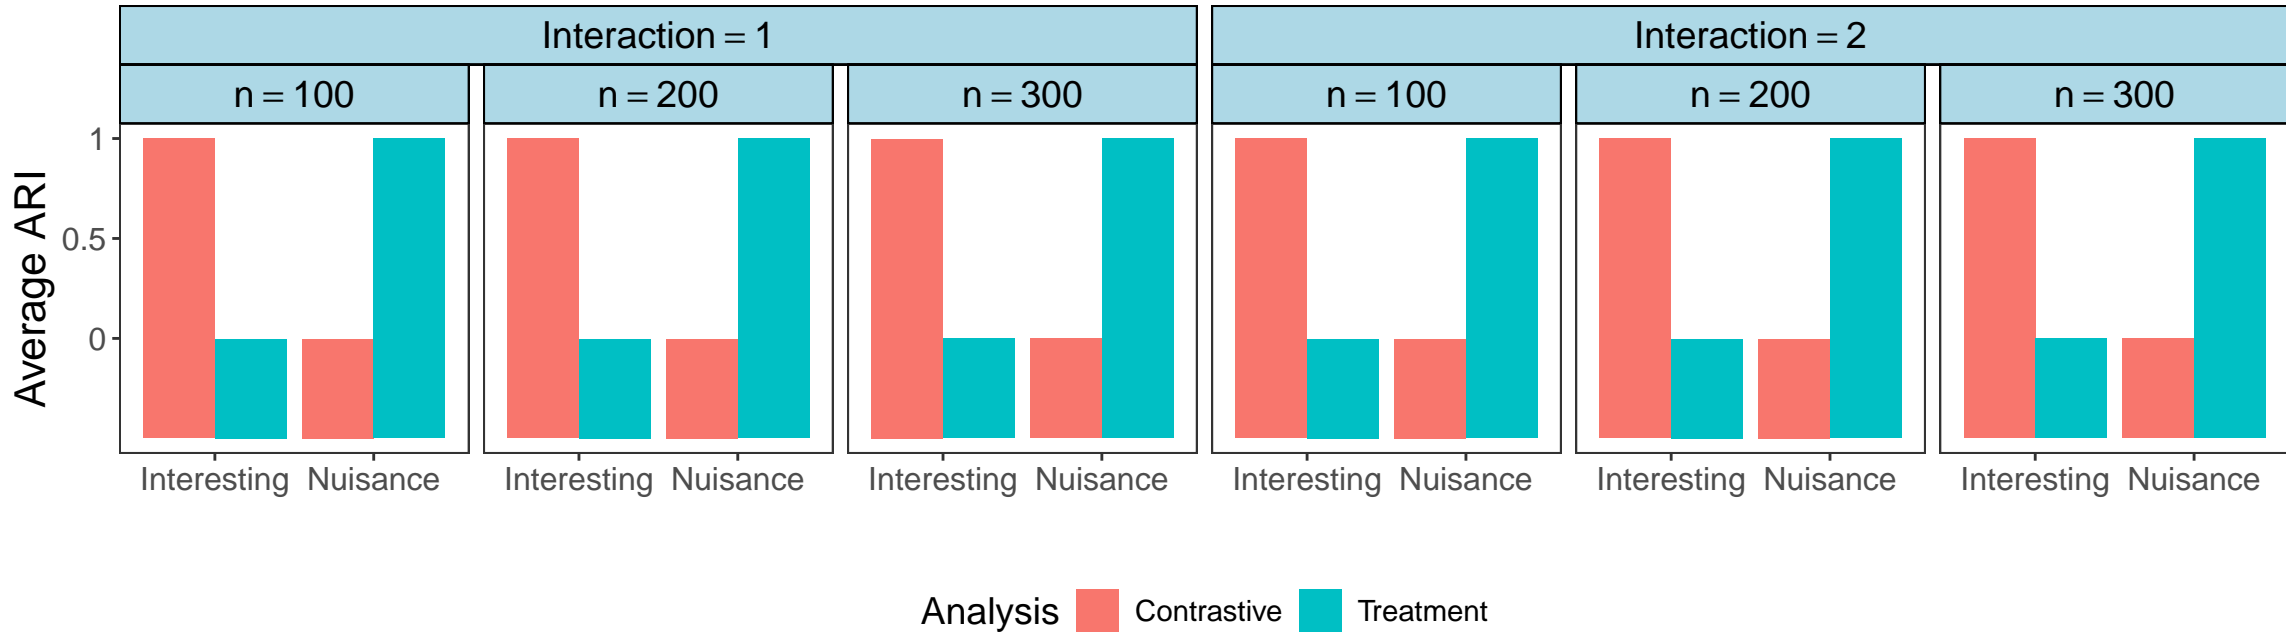 Interaction = 1 Interaction = 2
n = 100 n = 200 n = 300 n = 100 n = 200 n = 300
Average ARI
1
0.5
0
Interesting Nuisance Interesting Nuisance Interesting Nuisance Interesting Nuisance Interesting Nuisance Interesting Nuisance
Analysis Contrastive Treatment